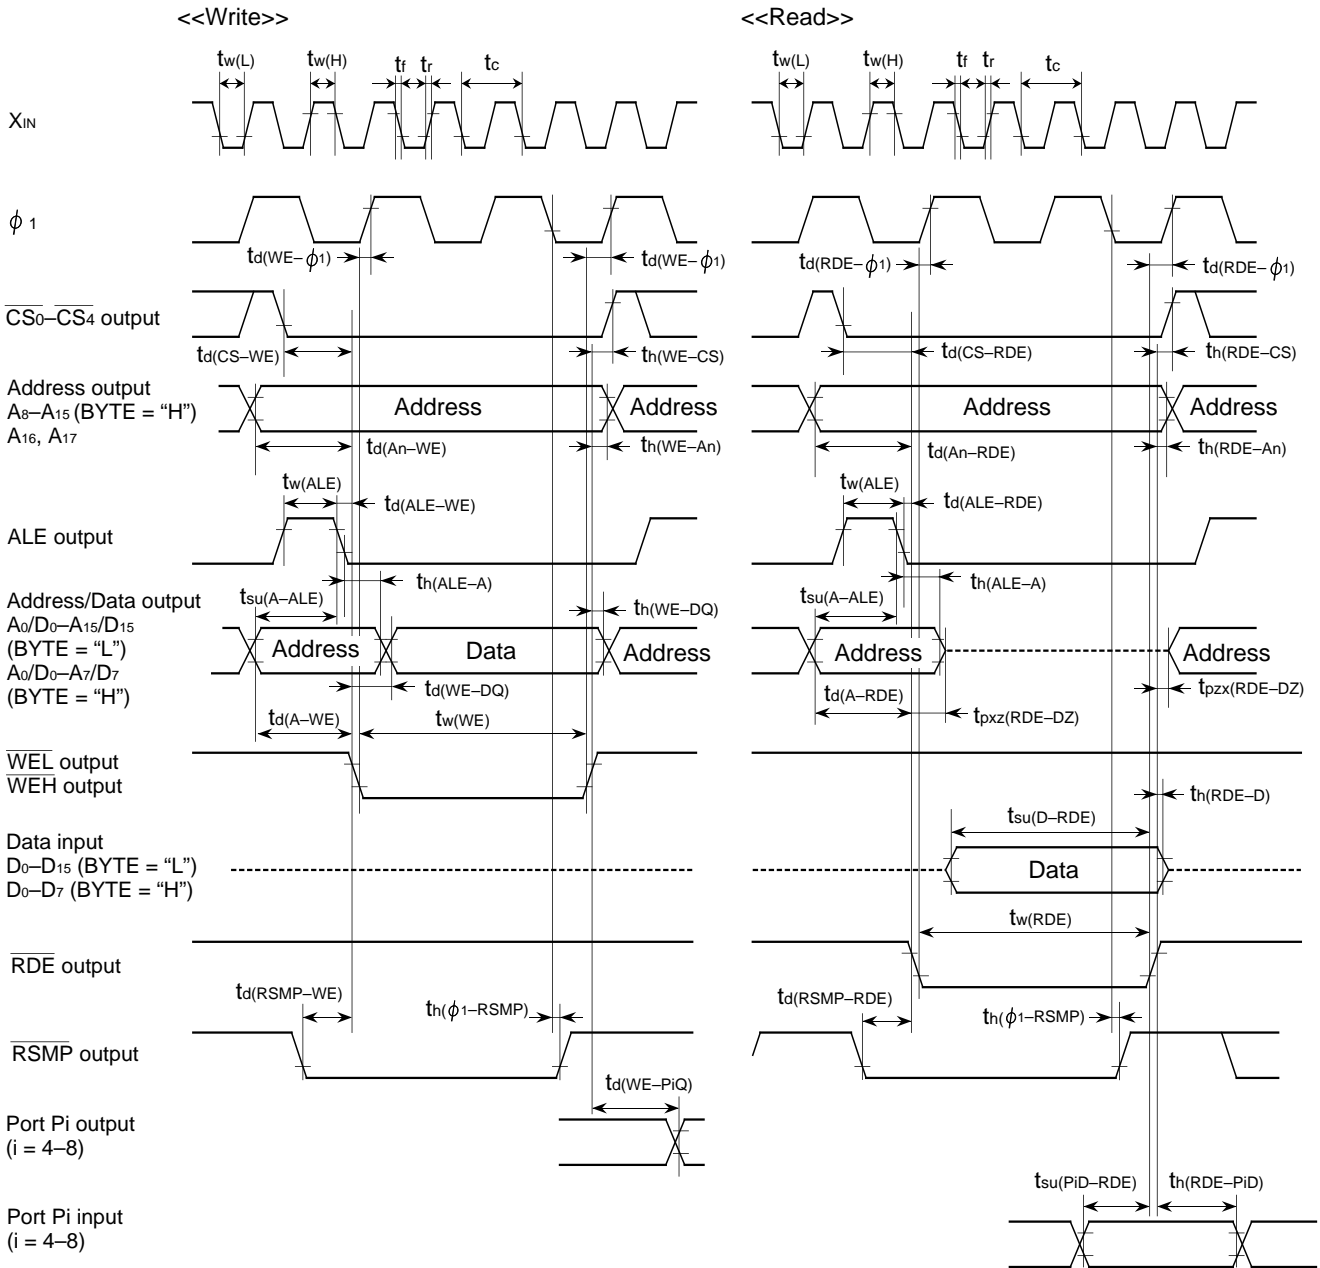 <<Write>> <<Read>>
tw(L) tw(H) tf tr tc tw(L) tw(H) tf tr tc
XIN
ϕ 1
td(WE–ϕ1) td(WE–ϕ1) td(RDE–ϕ1) td(RDE–ϕ1)
CS0–CS4 output
td(CS–WE) th(WE–CS) td(CS–RDE) th(RDE–CS)
Address output
A8–A15 (BYTE = “H”) Address Address Address Address
A16, A17
td(An–WE) th(WE–An) td(An–RDE) th(RDE–An)
tw(ALE) tw(ALE)
td(ALE–WE) td(ALE–RDE)
ALE output
th(ALE–A) th(ALE–A)
tsu(A–ALE) tsu(A–ALE)
Address/Data output th(WE–DQ)
A0/D0–A15/D15
(BYTE = “L”) Address Data Address Address Address
A0/D0–A7/D7
(BYTE = “H”) td(WE–DQ) td(A–RDE) tpzx(RDE–DZ)
td(A–WE) tw(WE) tpxz(RDE–DZ)
WEL output
WEH output
th(RDE–D)
tsu(D–RDE)
Data input
D0–D15 (BYTE = “L”) Data
D0–D7 (BYTE = “H”)
tw(RDE)
RDE output
td(RSMP–WE) th(ϕ1–RSMP) td(RSMP–RDE) th(ϕ1–RSMP)
RSMP output
td(WE–PiQ)
Port Pi output
(i = 4–8)
tsu(PiD–RDE) th(RDE–PiD)
Port Pi input
(i = 4–8)